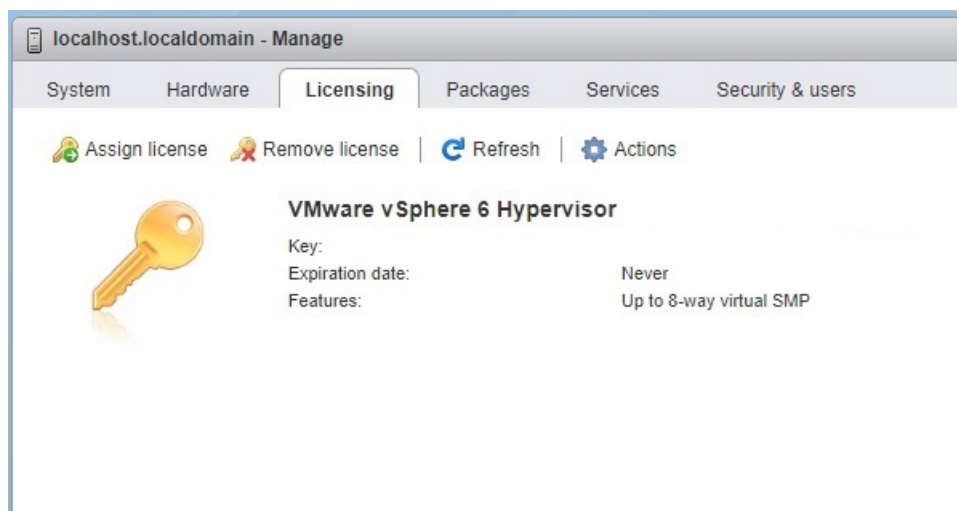 localhost.localdomain - Manage
System Hardware Licensing Packages Services Security & users
Assign license Remove license Refresh Actions
VMware vSphere 6 Hypervisor
Key:
Expiration date: Never
Features: Up to 8-way virtual SMP